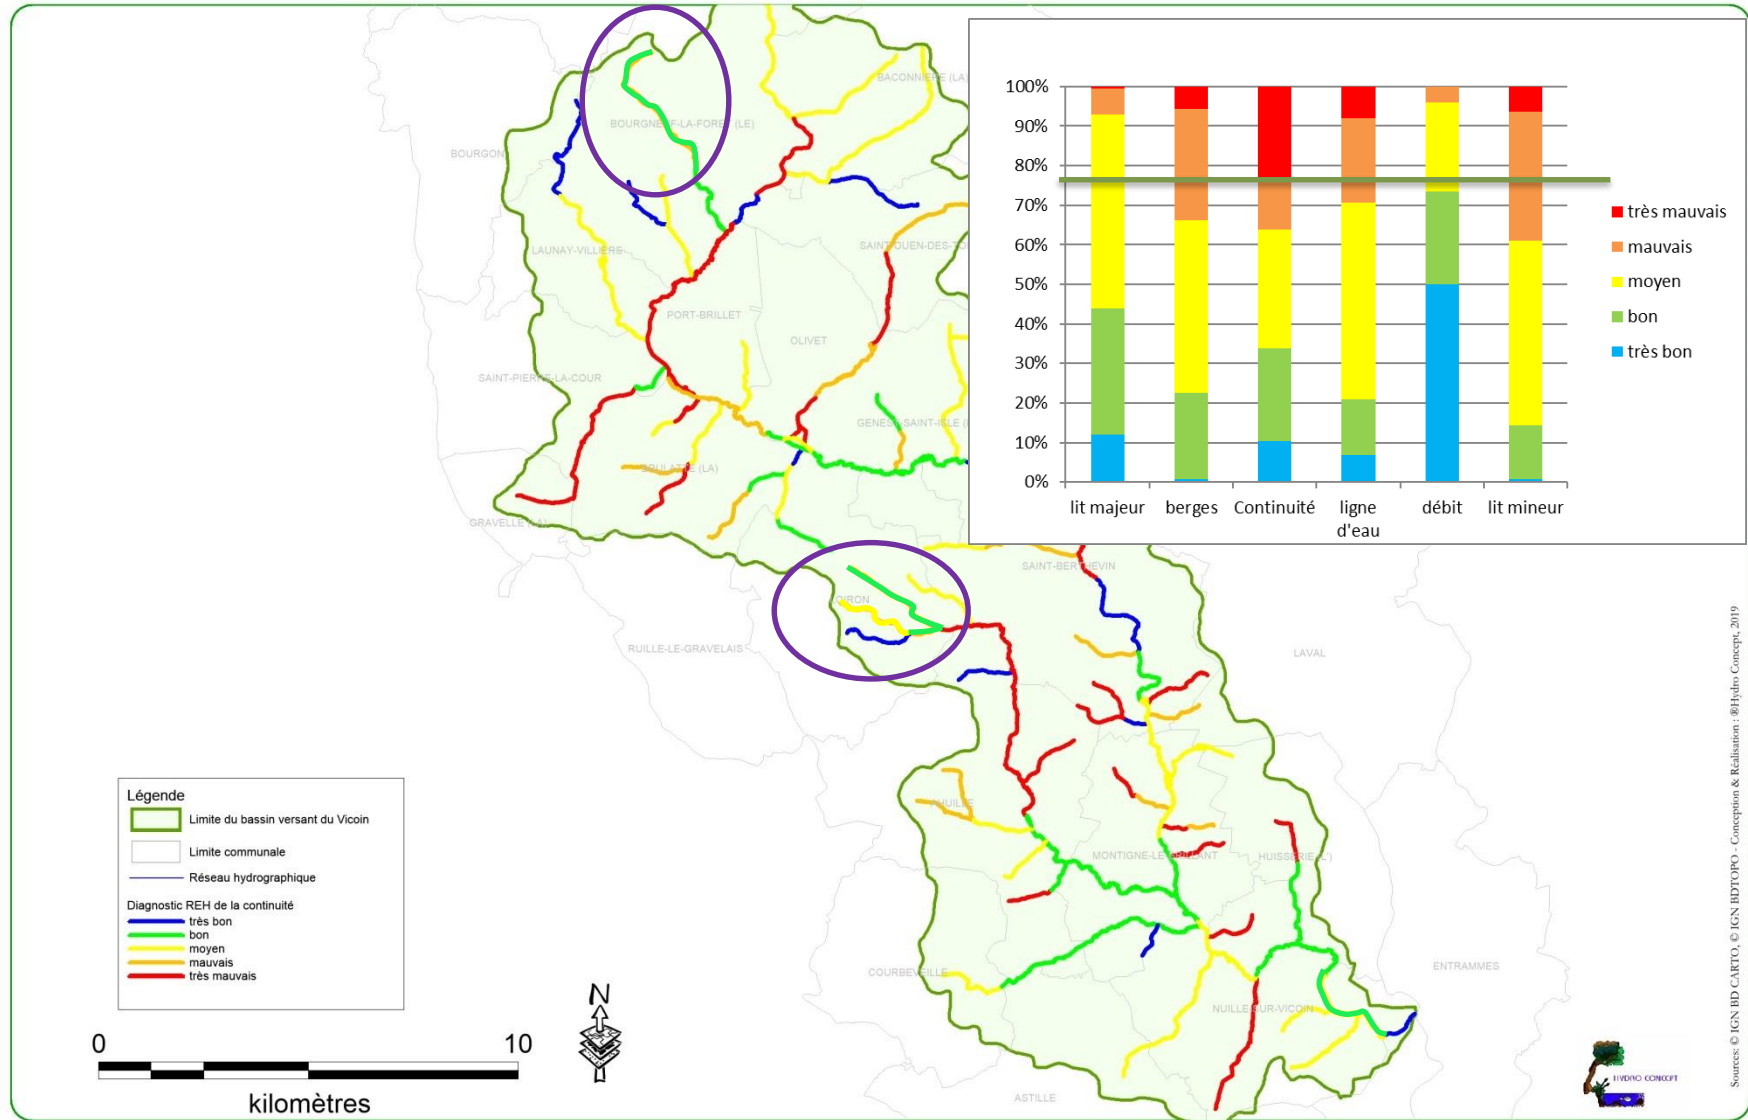 BACONNIERE (LA)
BOURGNEUF-LA-FORET (LE)
BOURGON
LAUNAY-VILLIERS
SAINT-OUEN-DES-TO
PORT-BRILLET
OLIVET
SAINT-PIERRE-LA-COUR
GENEST-SAINT-ISLE (
BRULATTE (LA)
GRAVELLE (LA)
SAINT-BERTHEVIN
LOIRON
RUILLE-LE-GRAVELAIS
LAVAL
AHUILLE
MONTIGNE-LE-BRILLANT
HUISSERIE (L')
COURBEVEILLE
ENTRAMMES
NUILLE-SUR-VICOIN
ASTILLE
100%
90%
80%
70%
60%
50%
40%
30%
20%
10%
0%
lit majeur
berges
Continuité
ligne
d'eau
débit
lit mineur
très mauvais
mauvais
moyen
bon
très bon
Légende
Limite du bassin versant du Vicoin
Limite communale
Réseau hydrographique
Diagnostic REH de la continuité
très bon
bon
moyen
mauvais
très mauvais
0 10
kilomètres
N
HYDRO CONCEPT
Sources: © IGN BD CARTO, © IGN BDTOPO - Conception & Réalisation : ®Hydro Concept, 2019